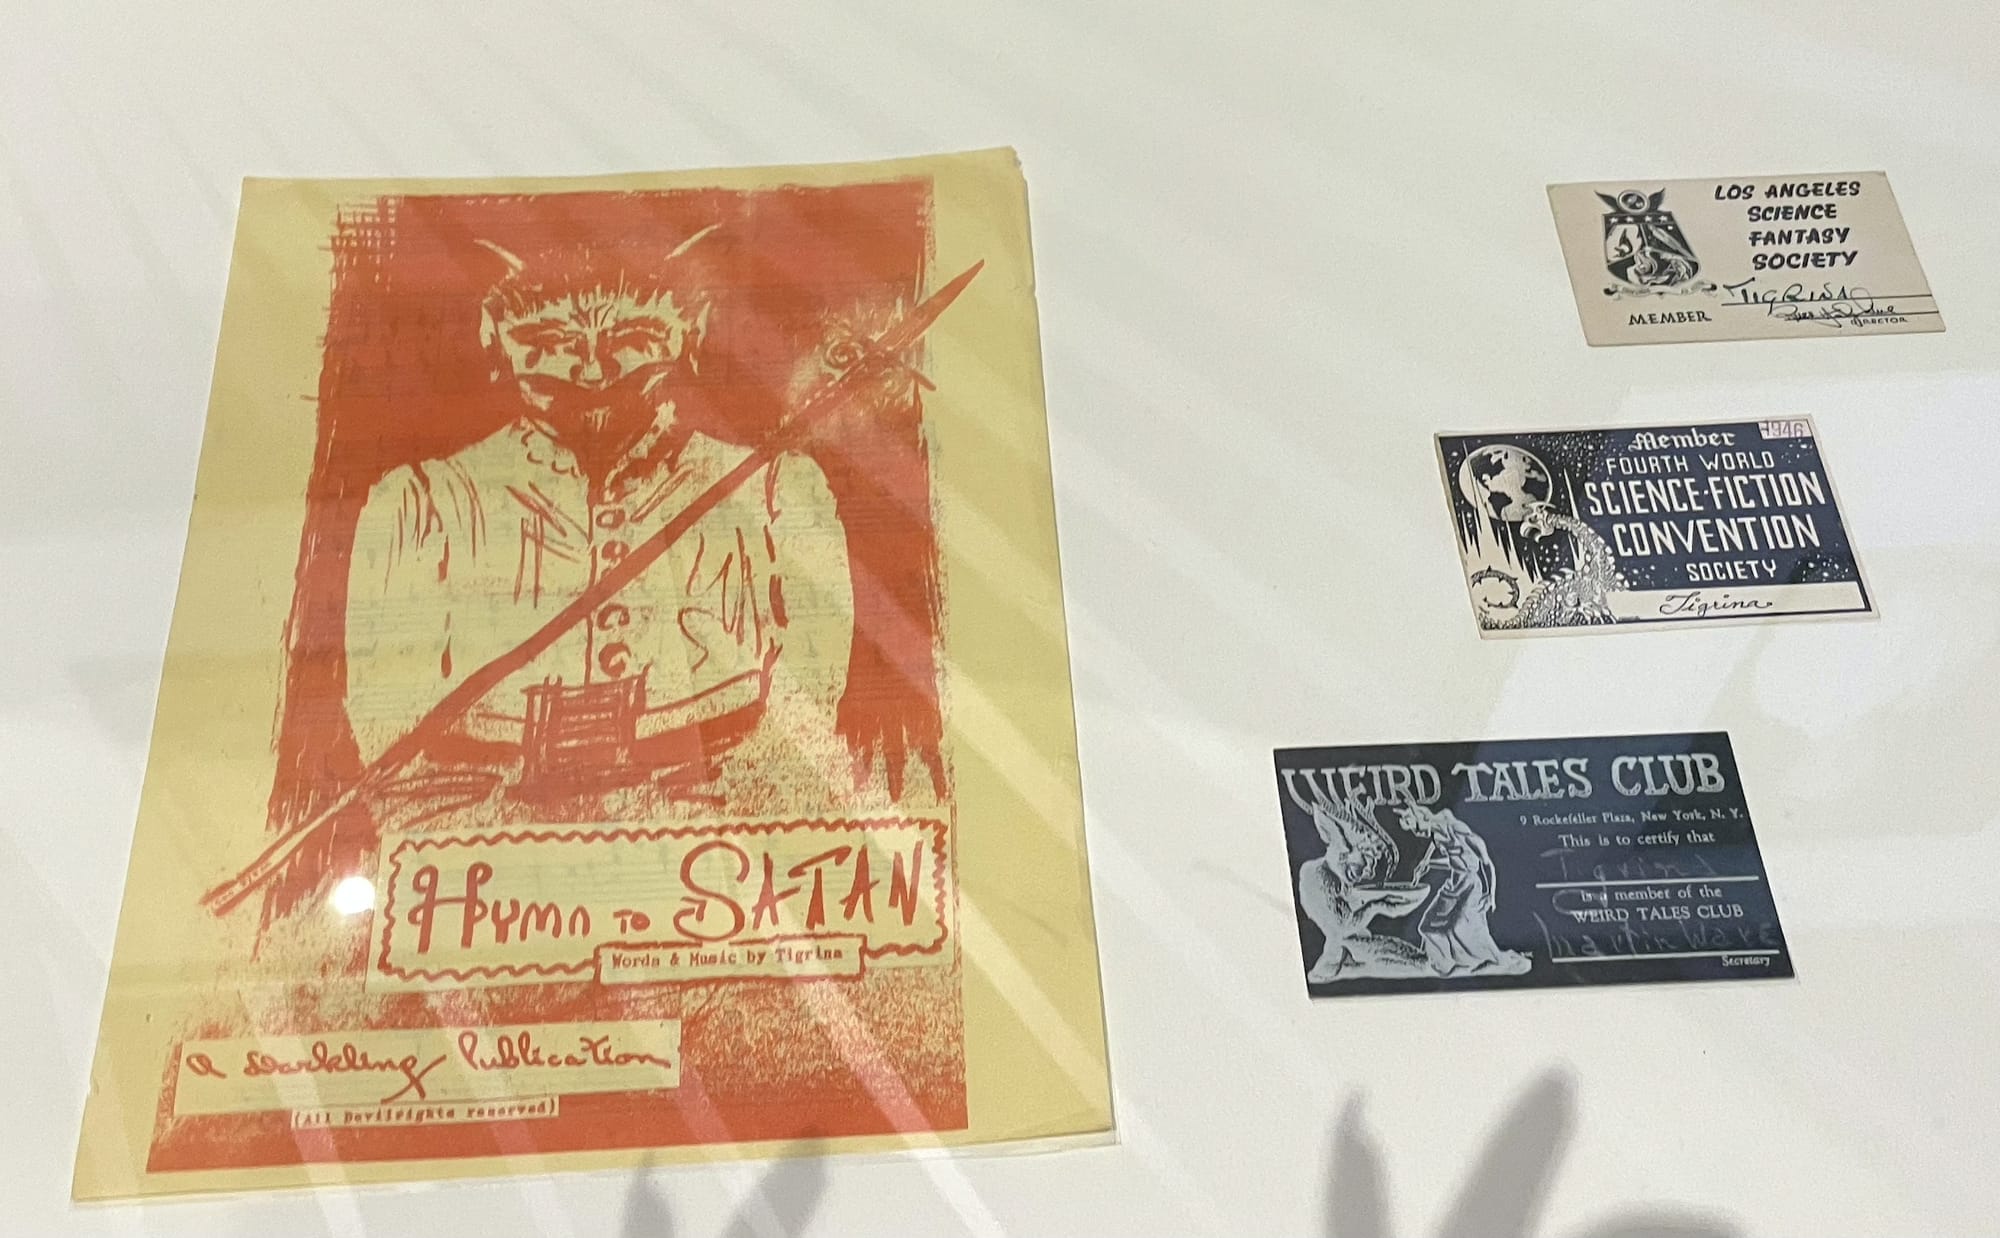 Hymn to SATAN
Words & Music by Tigrina
A Darkling Publication
(All Devilrights reserved)
LOS ANGELES
SCIENCE
FANTASY
SOCIETY
TIGRINA
MEMBER
DIRECTOR
1946
Member
FOURTH WORLD
SCIENCE-FICTION
CONVENTION
SOCIETY
Tigrina
WEIRD TALES CLUB
9 Rockefeller Plaza, New York, N. Y.
This is to certify that
Tigrina
is a member of the
WEIRD TALES CLUB
Martin Ware
Secretary